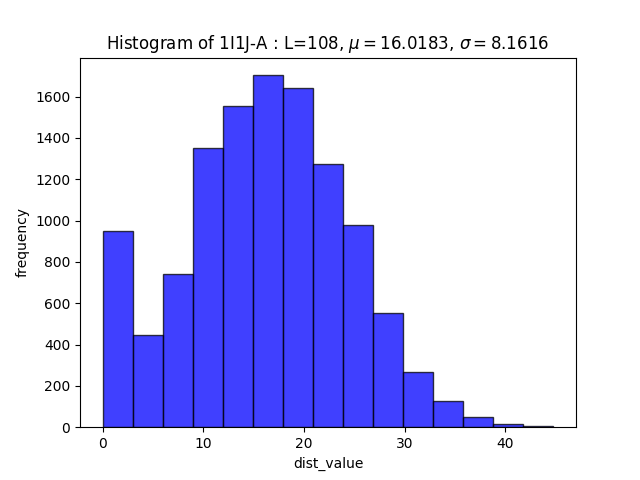 Histogram of 1I1J-A : L=108, μ = 16.0183, σ = 8.1616
1600
1400
1200
1000
800
600
400
200
0
frequency
0 10 20 30 40
dist_value